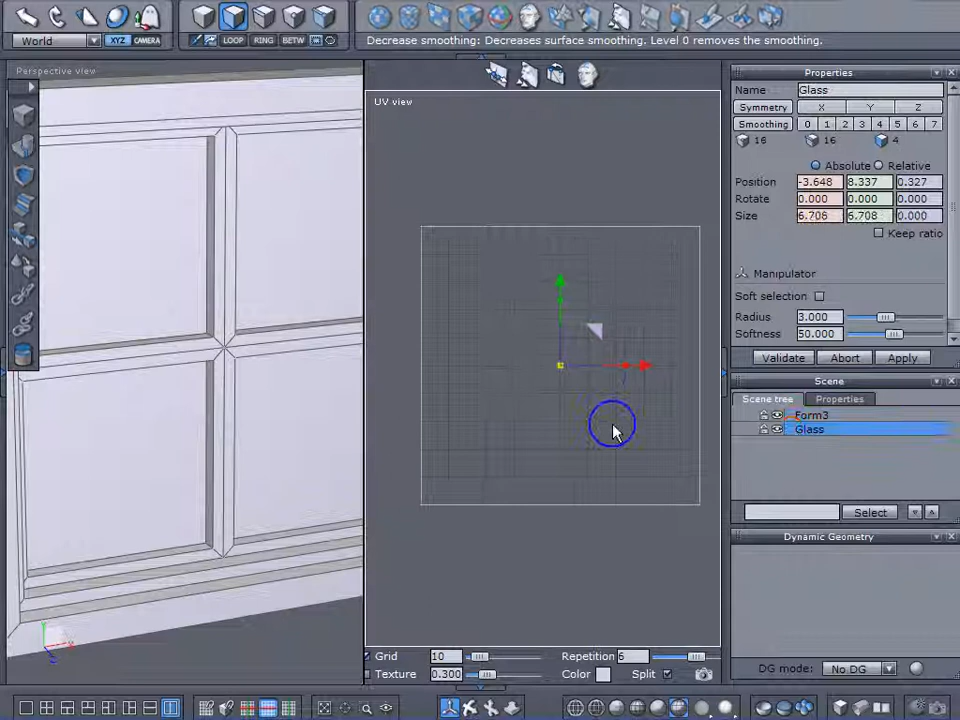 World
XYZ
CAMERA
LOOP
RING
BETW
Decrease smoothing: Decreases surface smoothing. Level 0 removes the smoothing.
Perspective view
UV view
Properties
Name
Glass
Symmetry
X
Y
Z
Smoothing
0 1 2 3 4 5 6 7
16
16
4
Absolute
Relative
Position
-3.648
8.337
0.327
Rotate
0.000
0.000
0.000
Size
6.706
6.708
0.000
Keep ratio
Manipulator
Soft selection
Radius
3.000
Softness
50.000
Validate
Abort
Apply
Scene
Scene tree
Properties
Form3
Glass
Select
Dynamic Geometry
DG mode:
No DG
Grid
10
Repetition
6
Texture
0.300
Color
Split